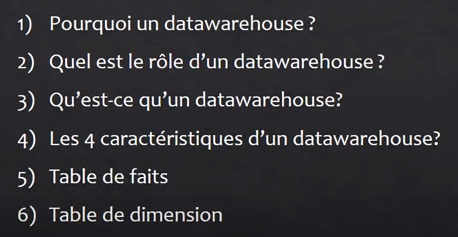 1) Pourquoi un datawarehouse ?
2) Quel est le rôle d’un datawarehouse ?
3) Qu’est-ce qu’un datawarehouse?
4) Les 4 caractéristiques d’un datawarehouse?
5) Table de faits
6) Table de dimension